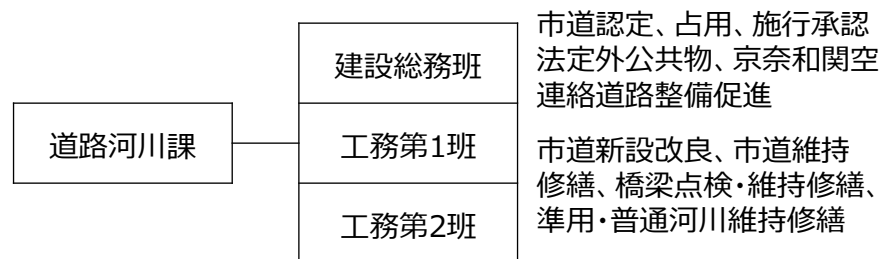 道路河川課
建設総務班
市道認定、占用、施行承認
法定外公共物、京奈和関空
連絡道路整備促進
工務第1班
工務第2班
市道新設改良、市道維持
修繕、橋梁点検・維持修繕、
準用・普通河川維持修繕